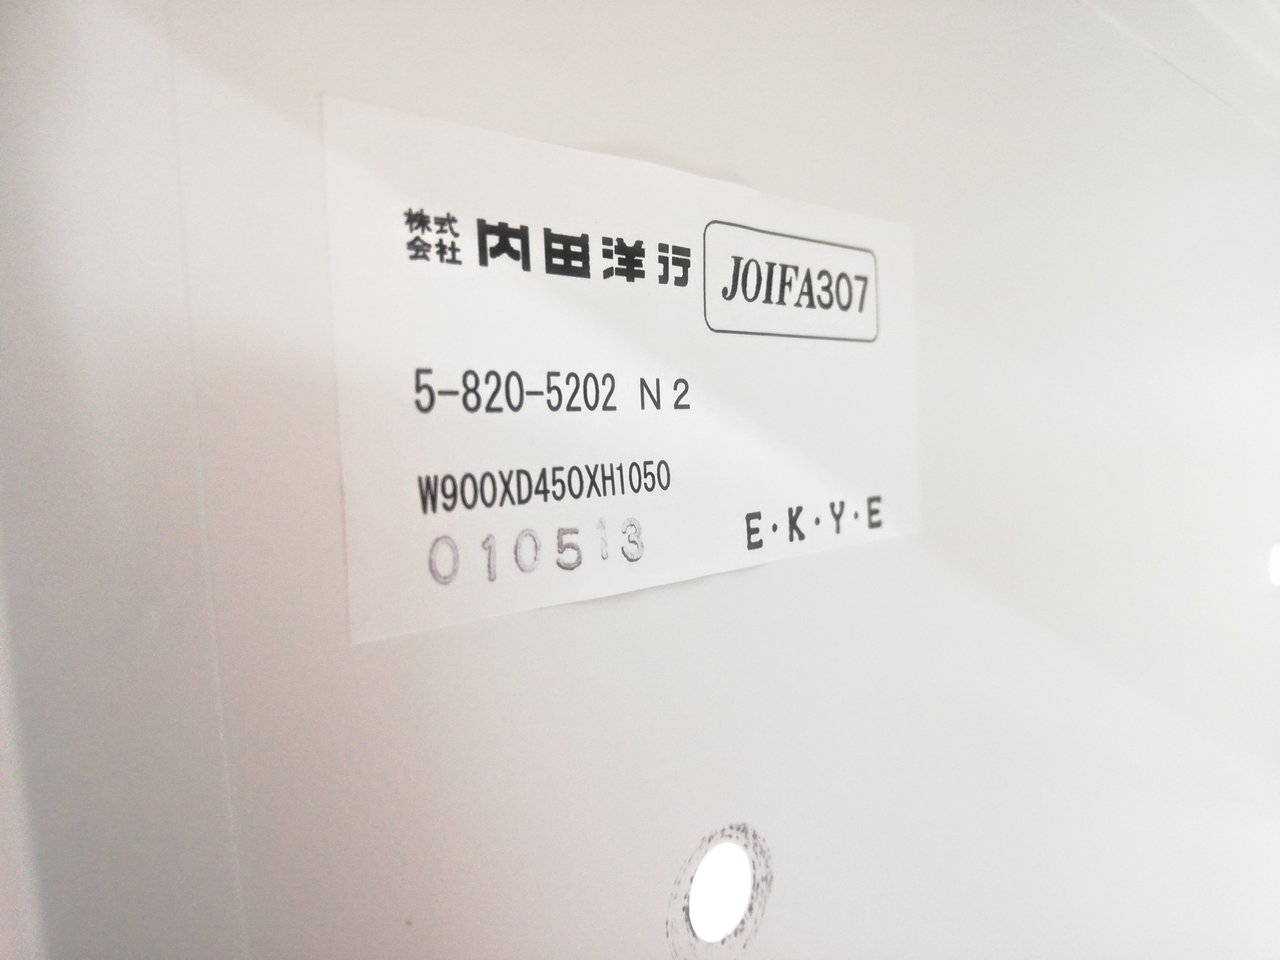 株式会社 内田洋行 JOIFA307
5-820-5202 N2
W900XD450XH1050
010513 E・K・Y・E